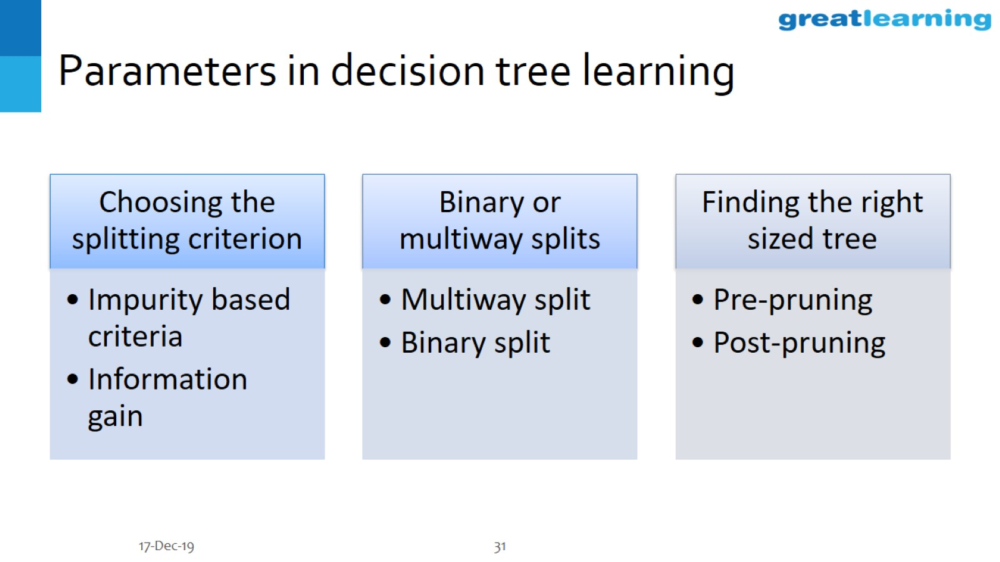 greatlearning
Parameters in decision tree learning
Choosing the
splitting criterion
• Impurity based
criteria
• Information
gain
Binary or
multiway splits
• Multiway split
• Binary split
Finding the right
sized tree
• Pre-pruning
• Post-pruning
17-Dec-19
31